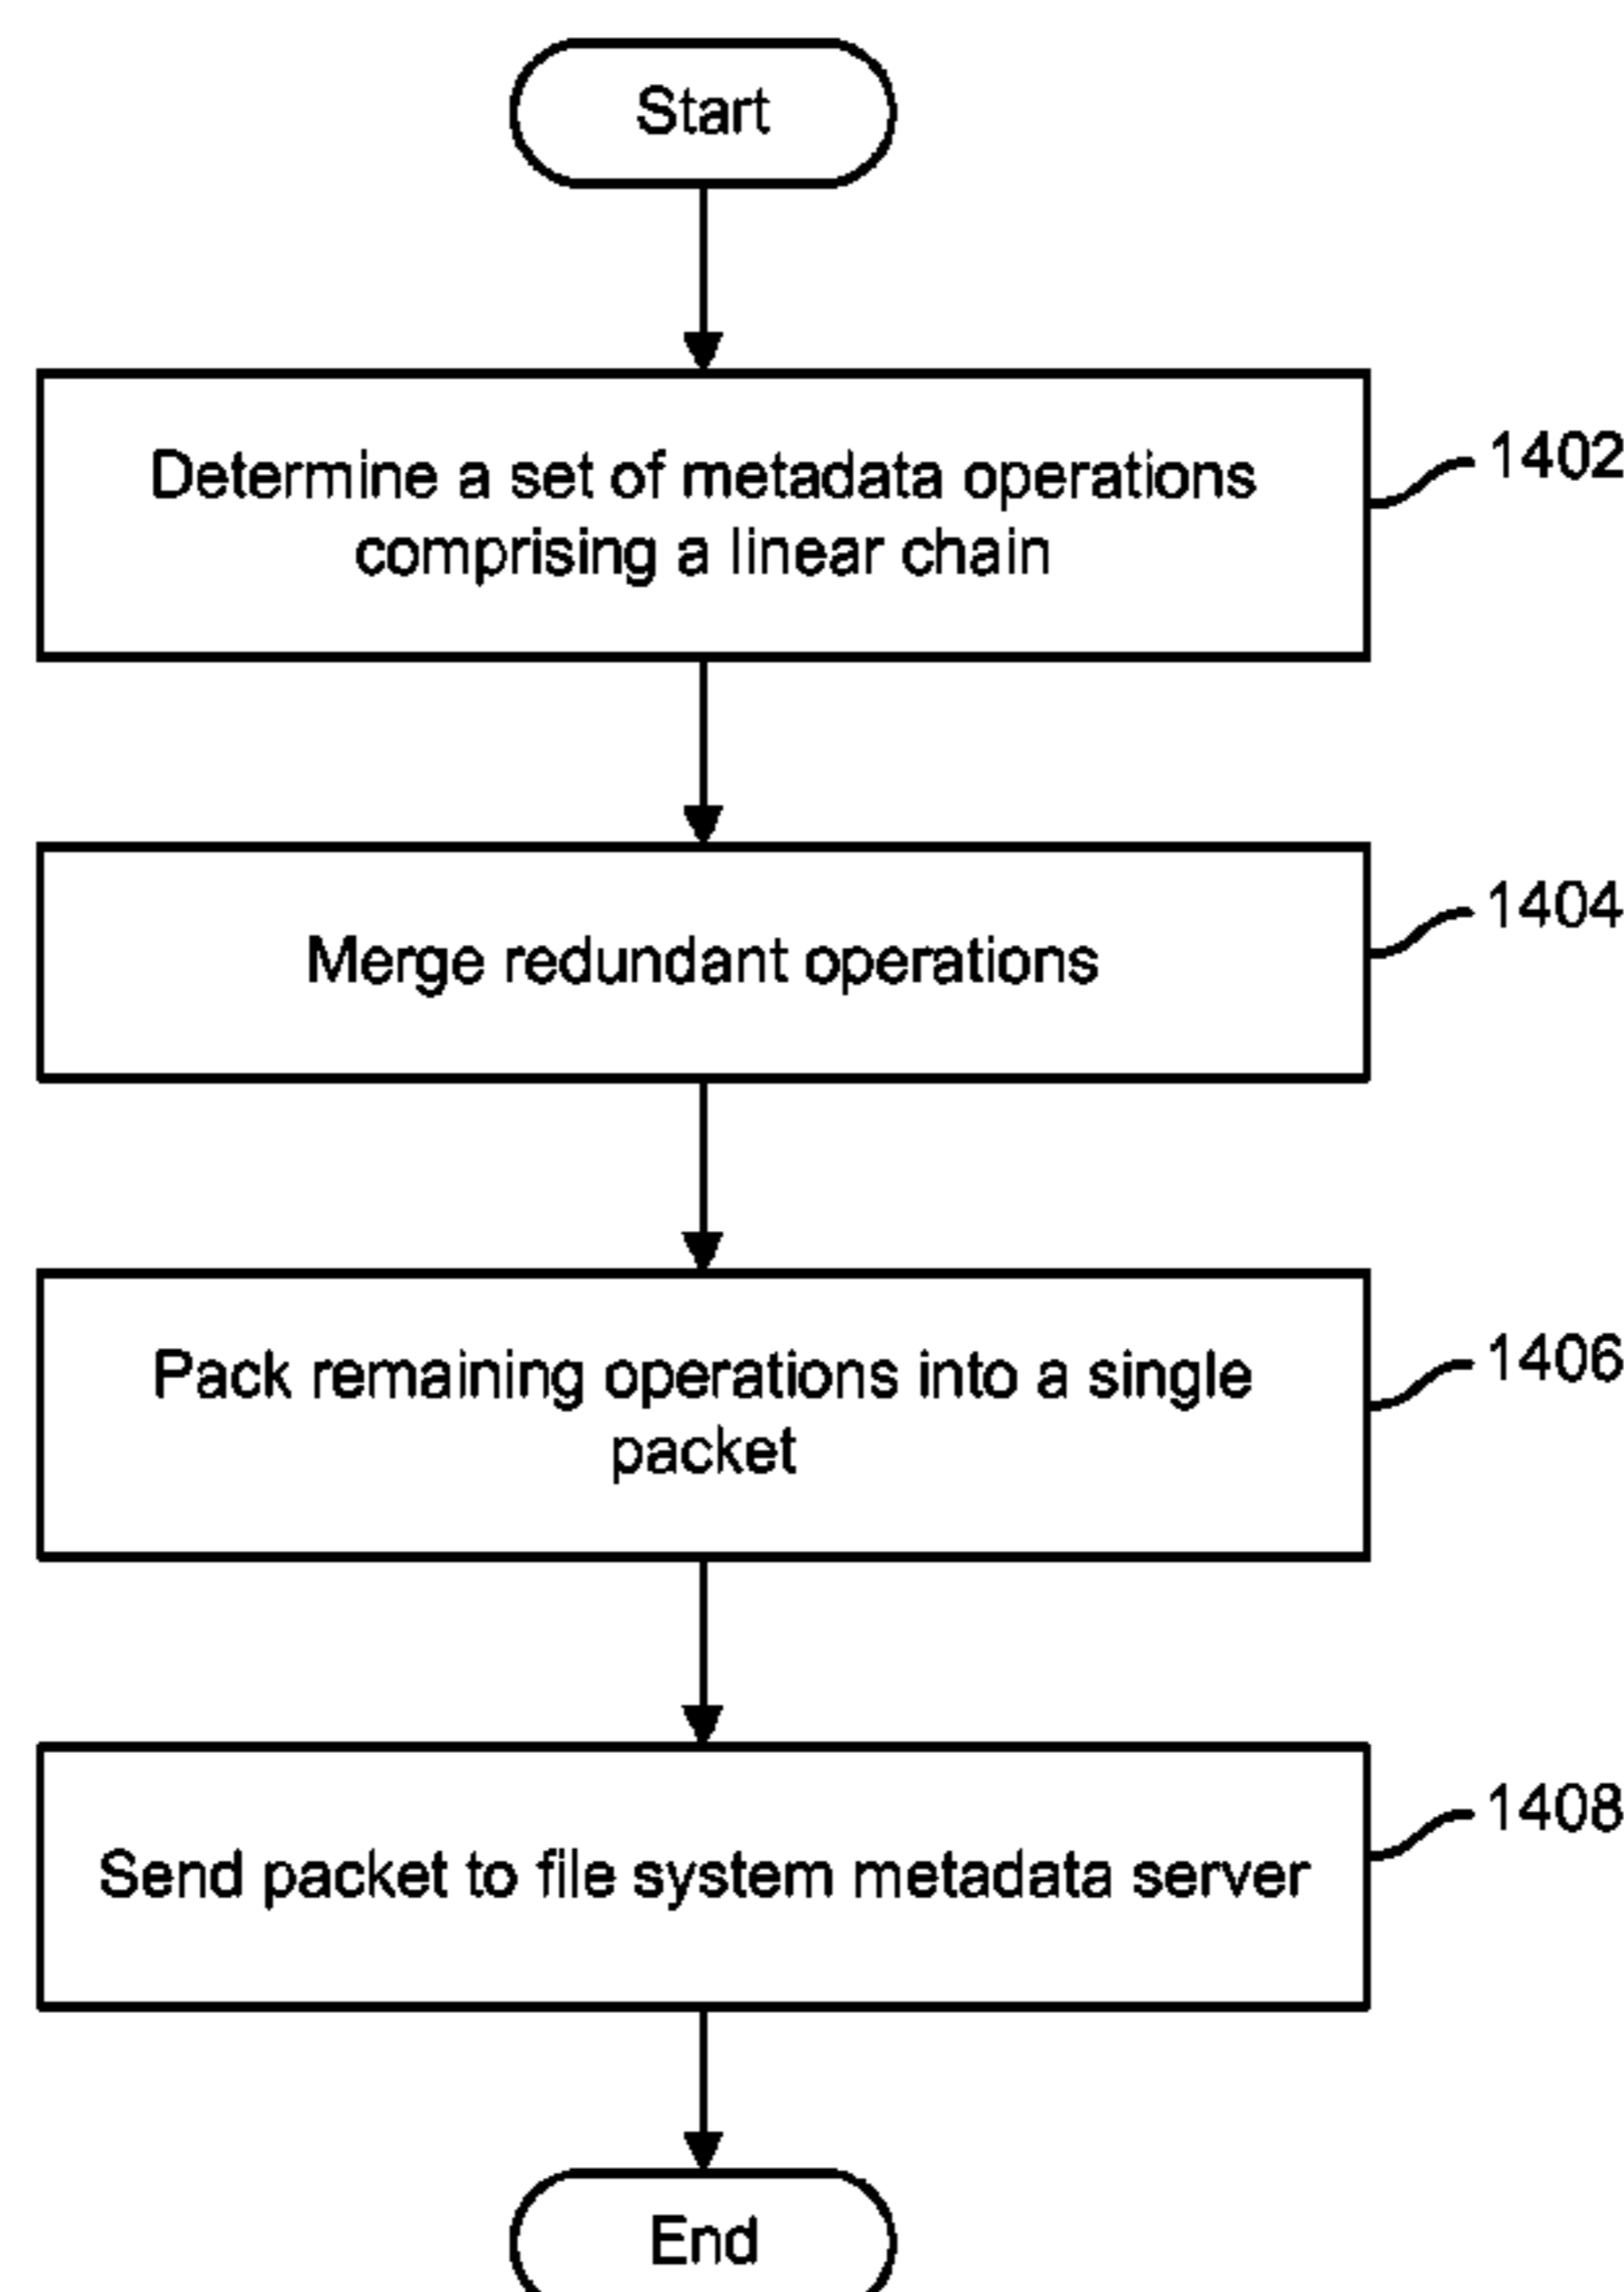 Start
Determine a set of metadata operations
comprising a linear chain
1402
Merge redundant operations
1404
Pack remaining operations into a single
packet
1406
Send packet to file system metadata server
1408
End